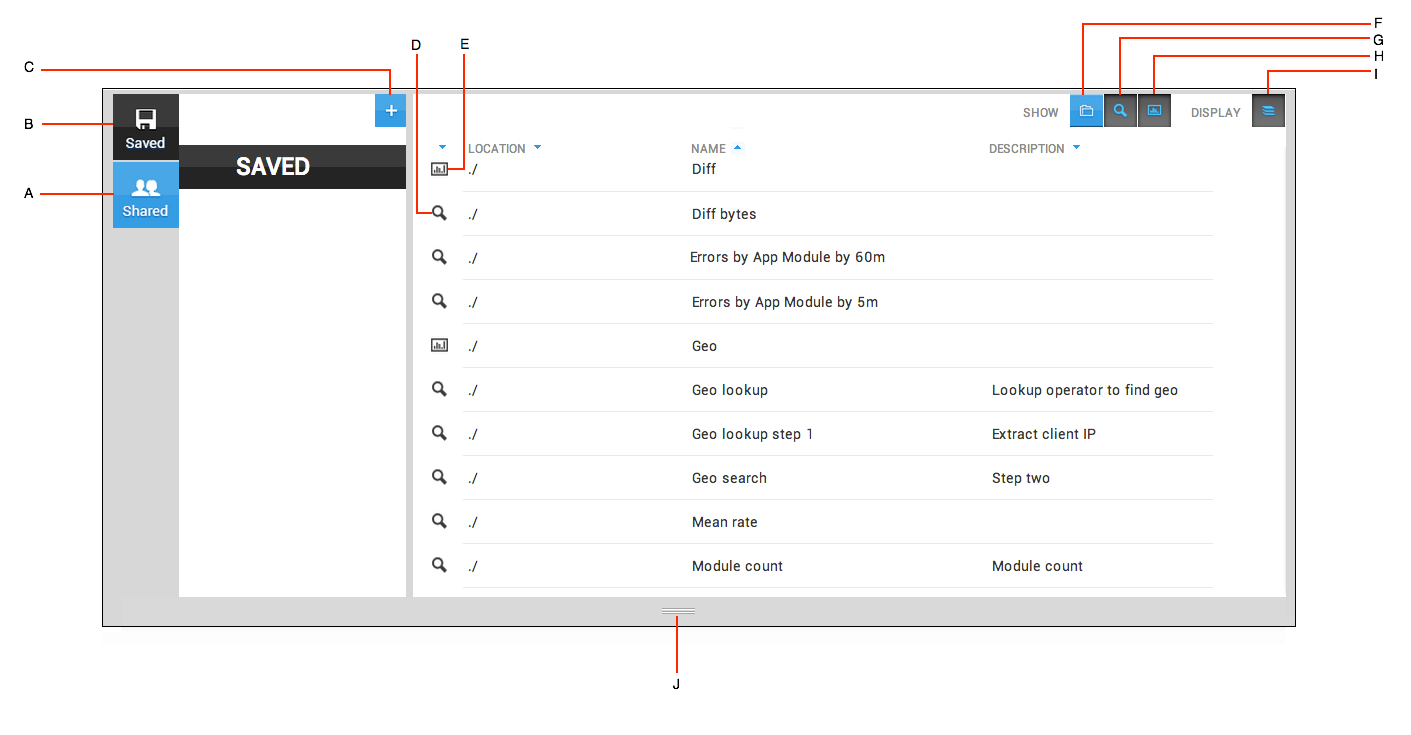 F
G
H
I
D
E
C
B
A
Saved
Shared
+
SAVED
SHOW
DISPLAY
LOCATION NAME DESCRIPTION
./ Diff
./ Diff bytes
./ Errors by App Module by 60m
./ Errors by App Module by 5m
./ Geo
./ Geo lookup Lookup operator to find geo
./ Geo lookup step 1 Extract client IP
./ Geo search Step two
./ Mean rate
./ Module count Module count
J